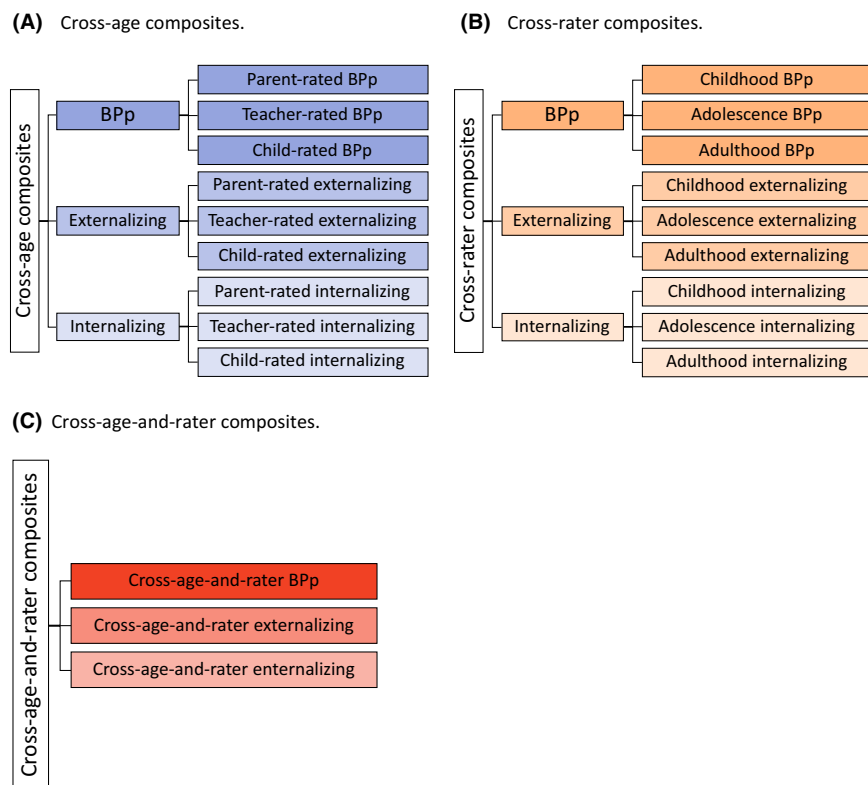 (A) Cross-age composites.
Cross-age composites
BPp
Parent-rated BPp
Teacher-rated BPp
Child-rated BPp
Externalizing
Parent-rated externalizing
Teacher-rated externalizing
Child-rated externalizing
Internalizing
Parent-rated internalizing
Teacher-rated internalizing
Child-rated internalizing
(B) Cross-rater composites.
Cross-rater composites
BPp
Childhood BPp
Adolescence BPp
Adulthood BPp
Externalizing
Childhood externalizing
Adolescence externalizing
Adulthood externalizing
Internalizing
Childhood internalizing
Adolescence internalizing
Adulthood internalizing
(C) Cross-age-and-rater composites.
Cross-age-and-rater composites
Cross-age-and-rater BPp
Cross-age-and-rater externalizing
Cross-age-and-rater enternalizing